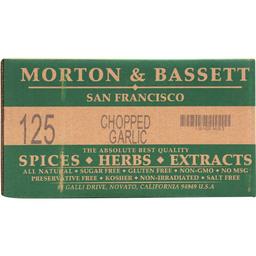 MORTON & BASSETT
SAN FRANCISCO
125
CHOPPED
GARLIC
THE ABSOLUTE BEST QUALITY
SPICES • HERBS • EXTRACTS
ALL NATURAL • SUGAR FREE • GLUTEN FREE • NON-GMO • NO MSG
PRESERVATIVE FREE • KOSHER • NON-IRRADIATED • SALT FREE
GALLI DRIVE, NOVATO, CALIFORNIA 94949 U.S.A